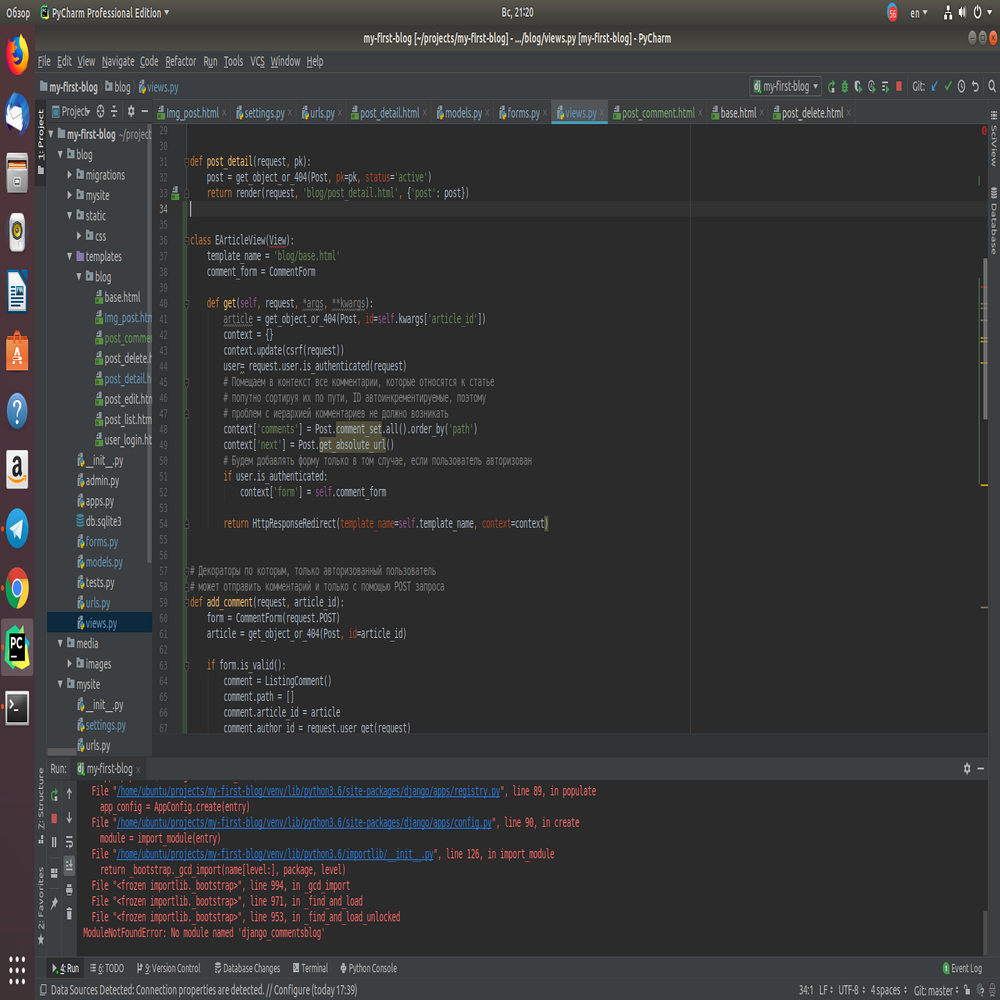 Обзор PyCharm Professional Edition Вс, 21:20 56 en
my-first-blog [~/projects/my-first-blog] - .../blog/views.py [my-first-blog] - PyCharm
File Edit View Navigate Code Refactor Run Tools VCS Window Help
my-first-blog blog views.py my-first-blog Git:
Project img_post.html settings.py urls.py post_detail.html models.py forms.py views.py post_comment.html base.html post_delete.html
1: Project
7: Structure
2: Favorites
SciView
Database
my-first-blog ~/project
blog
migrations
mysite
static
css
templates
blog
base.html
img_post.htm
post_comme
post_delete.h
post_detail.h
post_edit.htm
post_list.htm
user_login.ht
__init__.py
admin.py
apps.py
db.sqlite3
forms.py
models.py
tests.py
urls.py
views.py
media
images
mysite
__init__.py
settings.py
urls.py
29
30
31 def post_detail(request, pk):
32 post = get_object_or_404(Post, pk=pk, status='active')
33 return render(request, 'blog/post_detail.html', {'post': post})
34
35
36 class EArticleView(View):
37 template_name = 'blog/base.html'
38 comment_form = CommentForm
39
40 def get(self, request, *args, **kwargs):
41 article = get_object_or_404(Post, id=self.kwargs['article_id'])
42 context = {}
43 context.update(csrf(request))
44 user= request.user.is_authenticated(request)
45 # Помещаем в контекст все комментарии, которые относятся к статье
46 # попутно сортируя их по пути, ID автоинкрементируемые, поэтому
47 # проблем с иерархией комментариев не должно возникать
48 context['comments'] = Post.comment_set.all().order_by('path')
49 context['next'] = Post.get_absolute_url()
50 # Будем добавлять форму только в том случае, если пользователь авторизован
51 if user.is_authenticated:
52 context['form'] = self.comment_form
53
54 return HttpResponseRedirect(template_name=self.template_name, context=context)
55
56
57 # Декораторы по которым, только авторизованный пользователь
58 # может отправить комментарий и только с помощью POST запроса
59 def add_comment(request, article_id):
60 form = CommentForm(request.POST)
61 article = get_object_or_404(Post, id=article_id)
62
63 if form.is_valid():
64 comment = ListingComment()
65 comment.path = []
66 comment.article_id = article
67 comment.author_id = request.user.get(request)
Run: my-first-blog
File "/home/ubuntu/projects/my-first-blog/venv/lib/python3.6/site-packages/django/apps/registry.py", line 89, in populate
app_config = AppConfig.create(entry)
File "/home/ubuntu/projects/my-first-blog/venv/lib/python3.6/site-packages/django/apps/config.py", line 90, in create
module = import_module(entry)
File "/home/ubuntu/projects/my-first-blog/venv/lib/python3.6/importlib/__init__.py", line 126, in import_module
return _bootstrap._gcd_import(name[level:], package, level)
File "<frozen importlib._bootstrap>", line 994, in _gcd_import
File "<frozen importlib._bootstrap>", line 971, in _find_and_load
File "<frozen importlib._bootstrap>", line 953, in _find_and_load_unlocked
ModuleNotFoundError: No module named 'django_commentsblog'
4: Run 6: TODO 9: Version Control Database Changes Terminal Python Console 1 Event Log
Data Sources Detected: Connection properties are detected. // Configure (today 17:39) 34:1 LF UTF-8 4 spaces Git: master